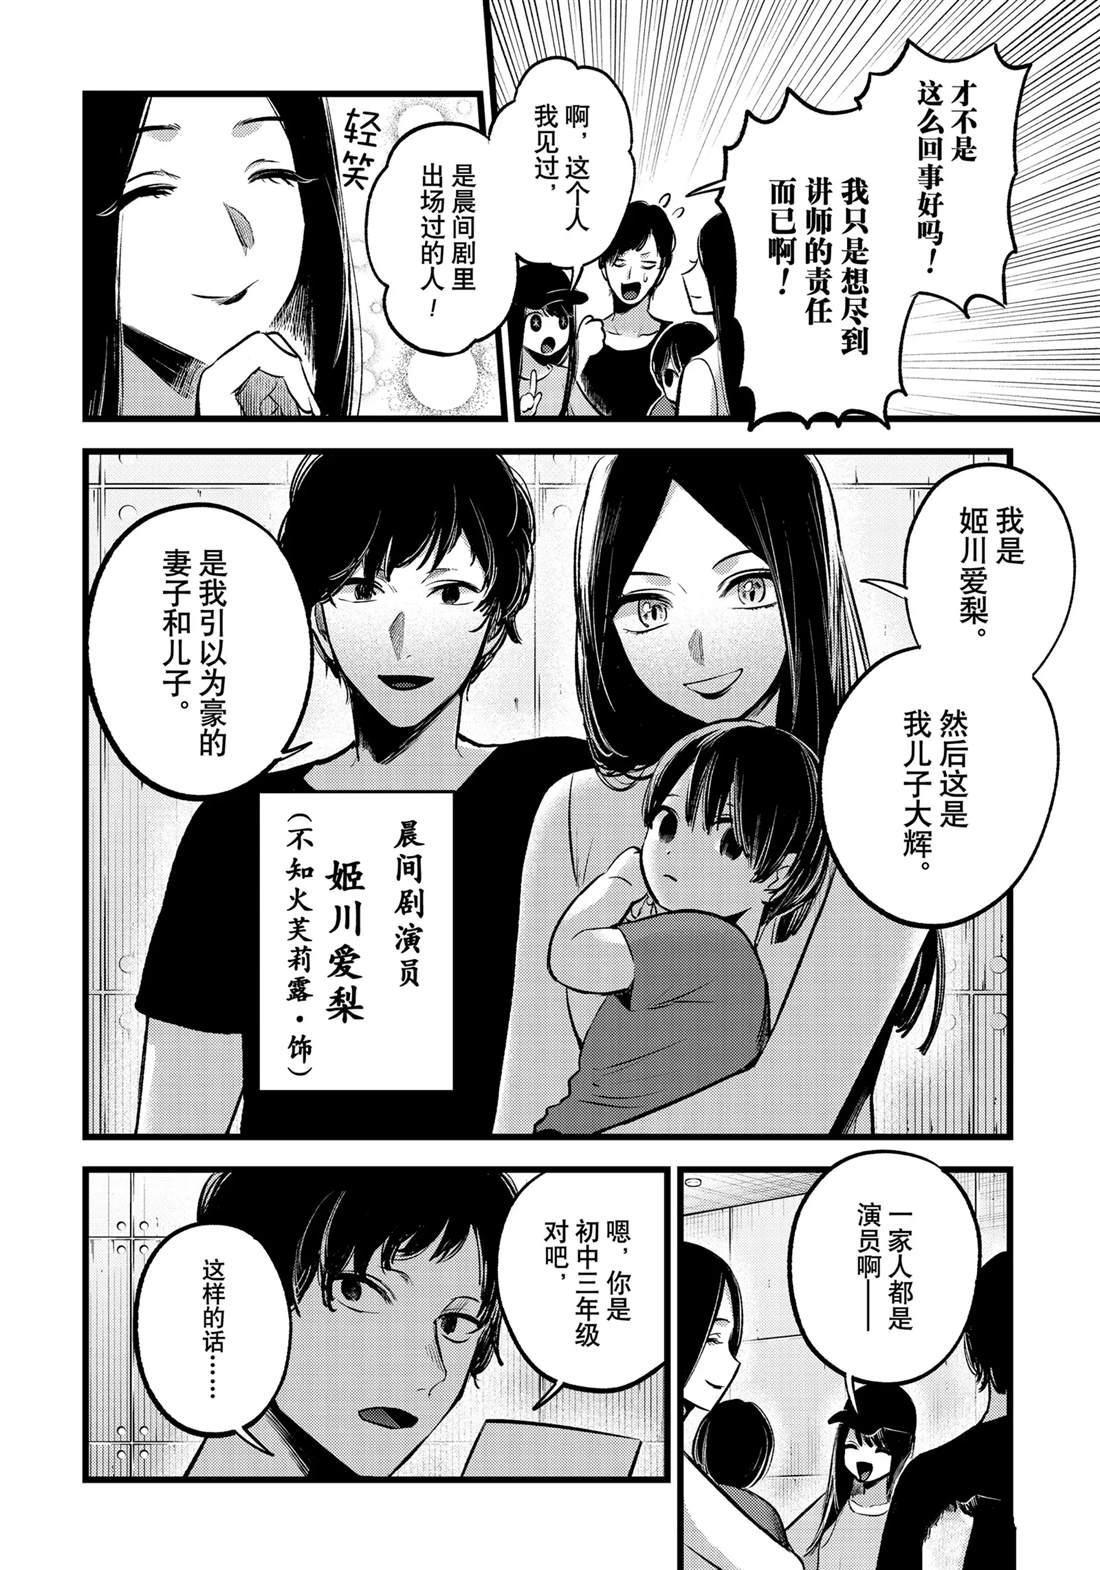 才不是
这么回事好吗！
我只是想尽到
讲师的责任
而已啊！
啊，这个人
我见过，
是晨间剧里
出场过的人！
轻笑
我是
姬川爱梨。
然后这是
我儿子大辉。
是我引以为豪的
妻子和儿子。
晨间剧演员
姬川爱梨
（不知火芙莉露·饰）
一家人都是
演员啊——
嗯，你是
初中三年级
对吧，
这样的话……